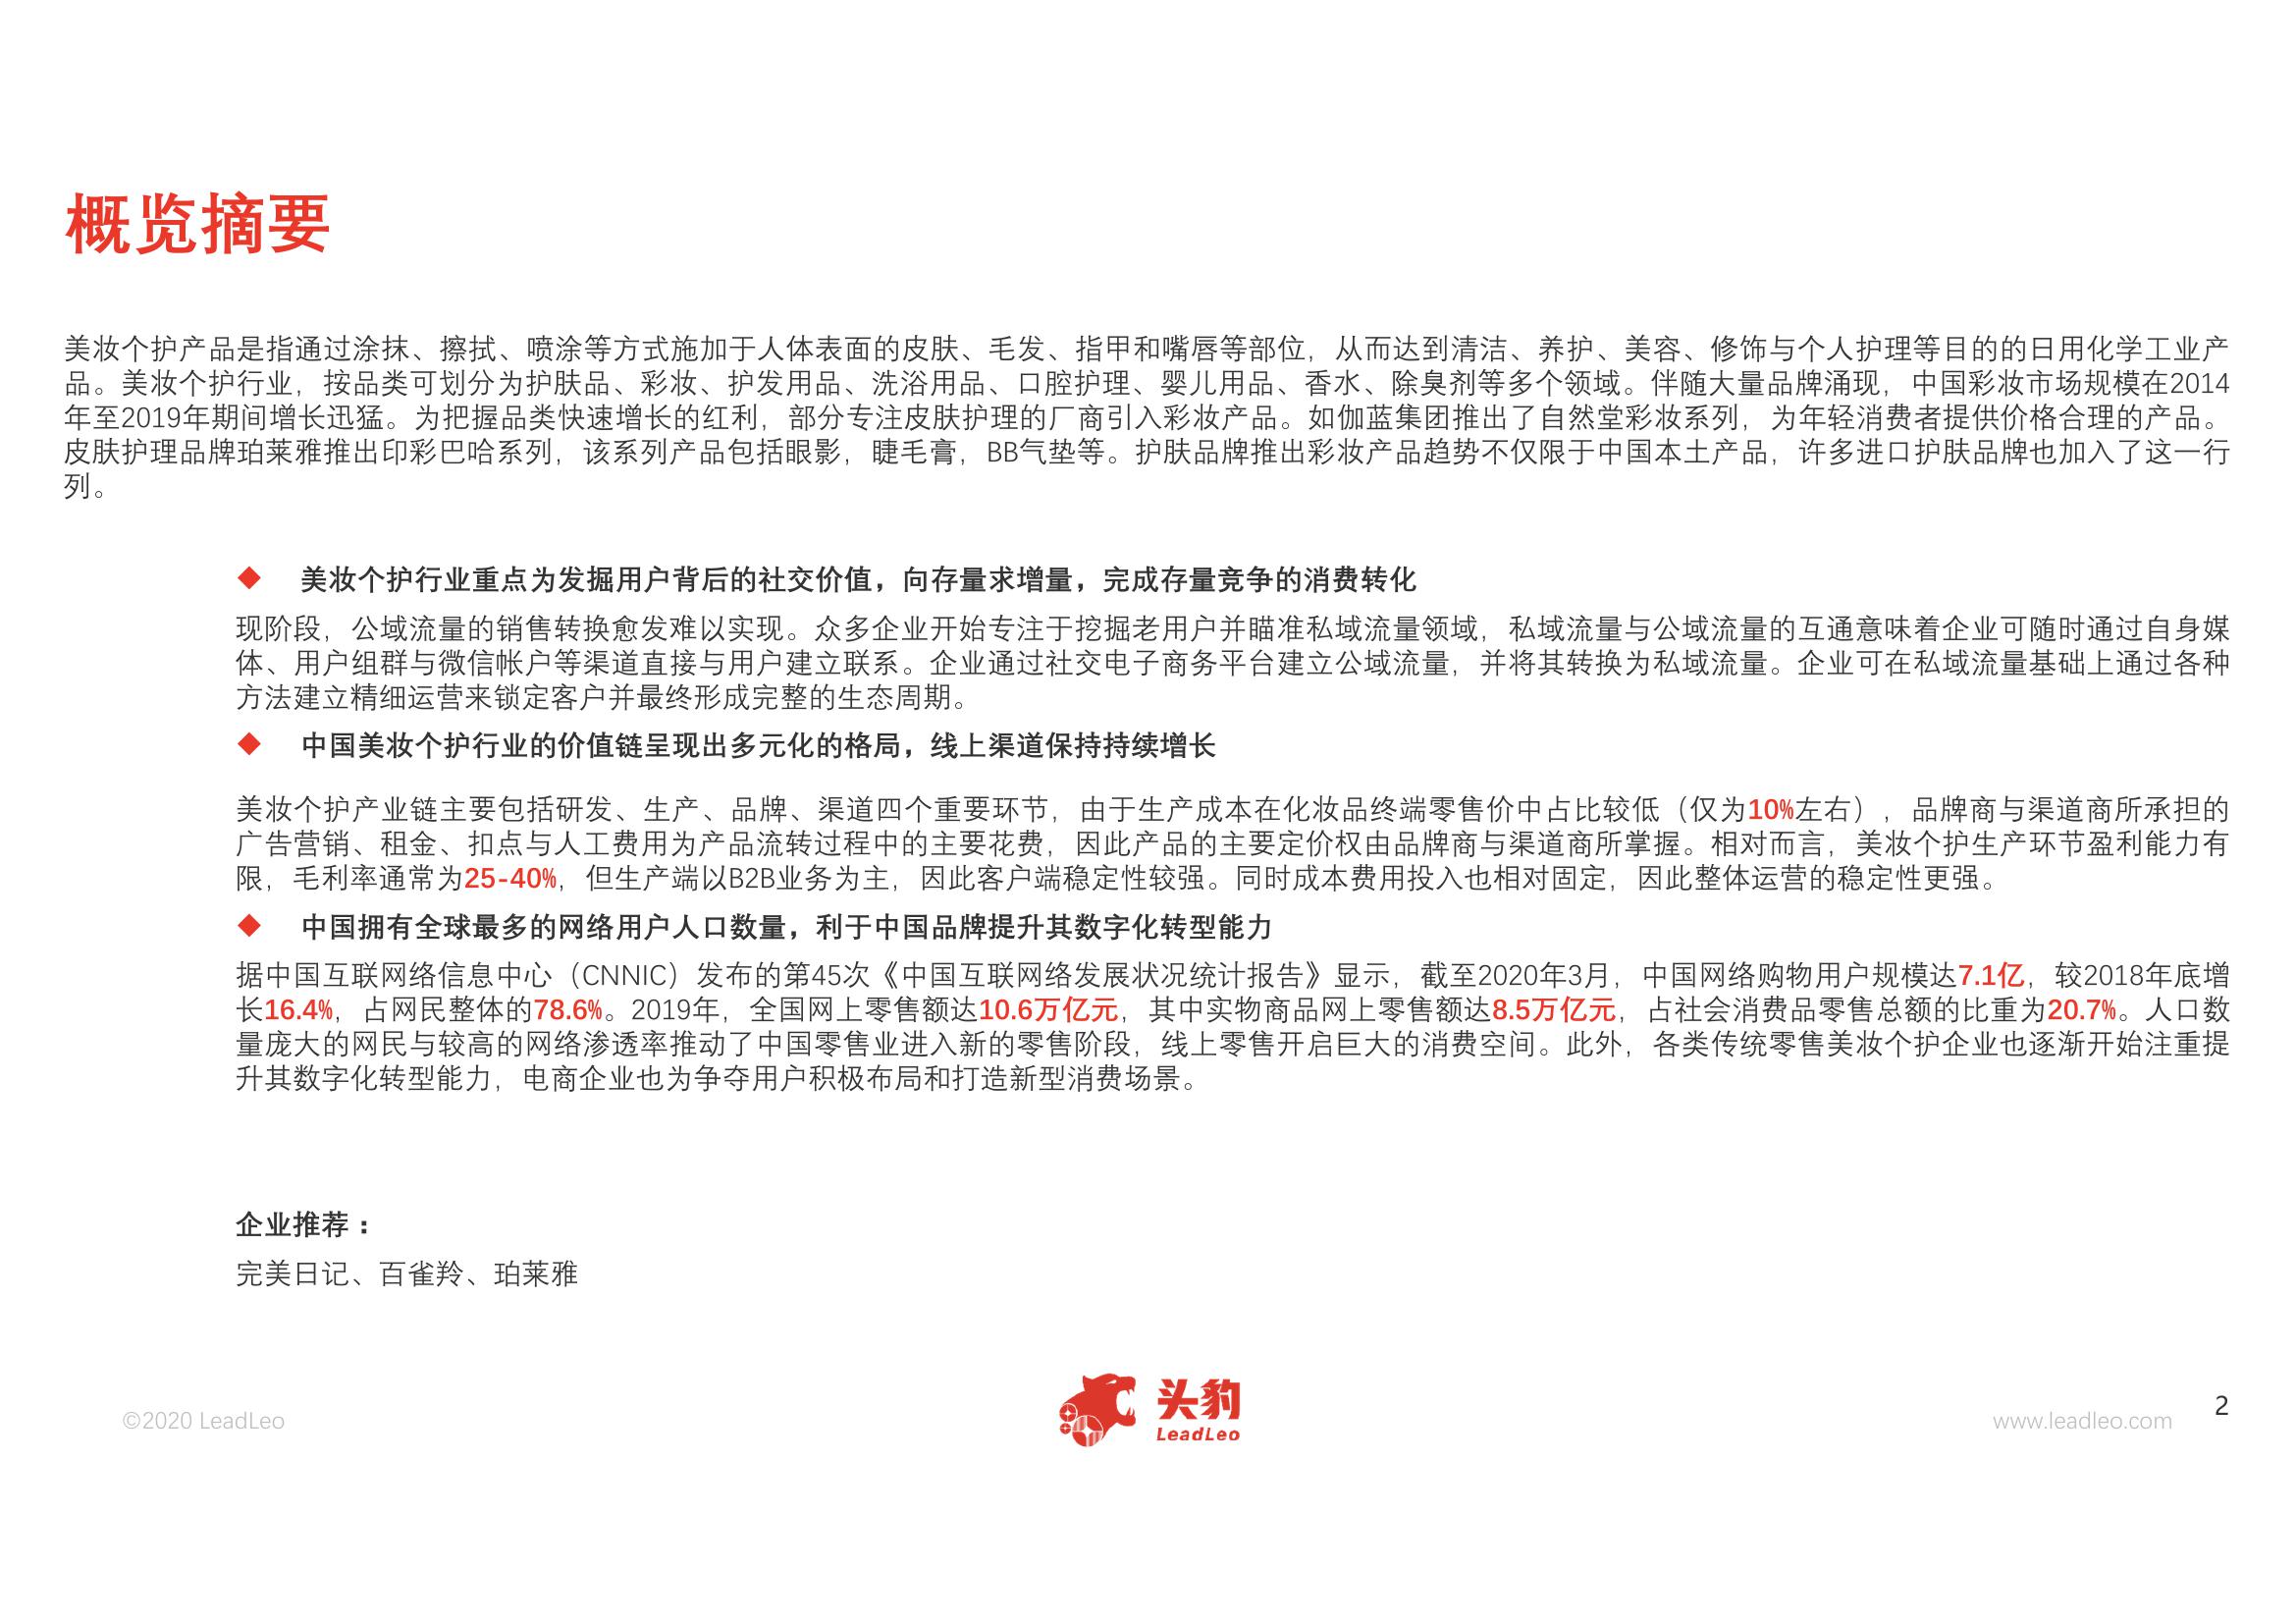 概览摘要
美妆个护产品是指通过涂抹、擦拭、喷涂等方式施加于人体表面的皮肤、毛发、指甲和嘴唇等部位，从而达到清洁、养护、美容、修饰与个人护理等目的的日用化学工业产
品。美妆个护行业，按品类可划分为护肤品、彩妆、护发用品、洗浴用品、口腔护理、婴儿用品、香水、除臭剂等多个领域。伴随大量品牌涌现，中国彩妆市场规模在2014
年至2019年期间增长迅猛。为把握品类快速增长的红利，部分专注皮肤护理的厂商引入彩妆产品。如伽蓝集团推出了自然堂彩妆系列，为年轻消费者提供价格合理的产品。
皮肤护理品牌珀莱雅推出印彩巴哈系列，该系列产品包括眼影，睫毛膏，BB气垫等。护肤品牌推出彩妆产品趋势不仅限于中国本土产品，许多进口护肤品牌也加入了这一行
列。
◆ 美妆个护行业重点为发掘用户背后的社交价值，向存量求增量，完成存量竞争的消费转化
现阶段，公域流量的销售转换愈发难以实现。众多企业开始专注于挖掘老用户并瞄准私域流量领域，私域流量与公域流量的互通意味着企业可随时通过自身媒
体、用户组群与微信帐户等渠道直接与用户建立联系。企业通过社交电子商务平台建立公域流量，并将其转换为私域流量。企业可在私域流量基础上通过各种
方法建立精细运营来锁定客户并最终形成完整的生态周期。
◆ 中国美妆个护行业的价值链呈现出多元化的格局，线上渠道保持持续增长
美妆个护产业链主要包括研发、生产、品牌、渠道四个重要环节，由于生产成本在化妆品终端零售价中占比较低（仅为10%左右），品牌商与渠道商所承担的
广告营销、租金、扣点与人工费用为产品流转过程中的主要花费，因此产品的主要定价权由品牌商与渠道商所掌握。相对而言，美妆个护生产环节盈利能力有
限，毛利率通常为25-40%，但生产端以B2B业务为主，因此客户端稳定性较强。同时成本费用投入也相对固定，因此整体运营的稳定性更强。
◆ 中国拥有全球最多的网络用户人口数量，利于中国品牌提升其数字化转型能力
据中国互联网络信息中心（CNNIC）发布的第45次《中国互联网络发展状况统计报告》显示，截至2020年3月，中国网络购物用户规模达7.1亿，较2018年底增
长16.4%，占网民整体的78.6%。2019年，全国网上零售额达10.6万亿元，其中实物商品网上零售额达8.5万亿元，占社会消费品零售总额的比重为20.7%。人口数
量庞大的网民与较高的网络渗透率推动了中国零售业进入新的零售阶段，线上零售开启巨大的消费空间。此外，各类传统零售美妆个护企业也逐渐开始注重提
升其数字化转型能力，电商企业也为争夺用户积极布局和打造新型消费场景。
企业推荐：
完美日记、百雀羚、珀莱雅
©2020 LeadLeo
头豹
LeadLeo
www.leadleo.com
2